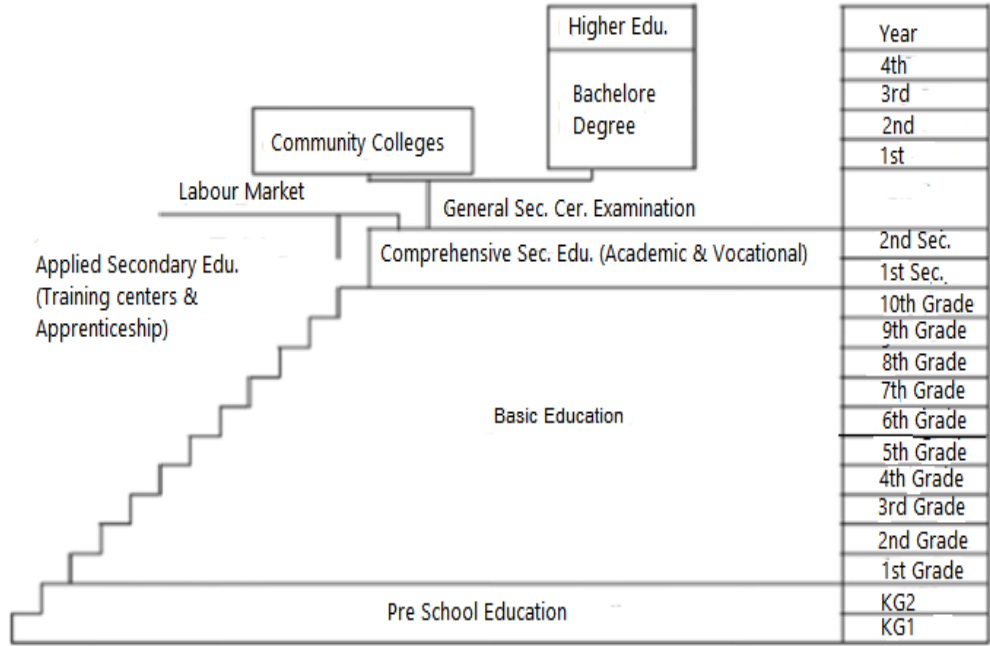 Higher Edu.
Bachelore
Degree
Community Colleges
Labour Market
General Sec. Cer. Examination
Comprehensive Sec. Edu. (Academic & Vocational)
Applied Secondary Edu.
(Training centers &
Apprenticeship)
Basic Education
Pre School Education
Year
4th
3rd
2nd
1st
2nd Sec.
1st Sec.
10th Grade
9th Grade
8th Grade
7th Grade
6th Grade
5th Grade
4th Grade
3rd Grade
2nd Grade
1st Grade
KG2
KG1